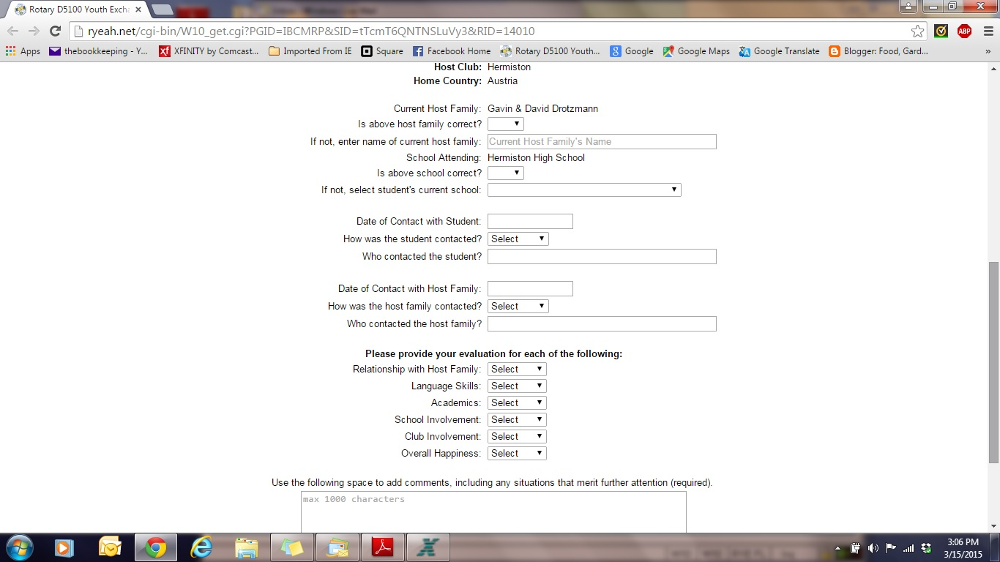 Rotary D5100 Youth Excha
ryeah.net/cgi-bin/W10_get.cgi?PGID=IBCMRP&SID=tTcmT6QNTNlSLuVy3&RID=14010
Apps thebookkeeping - Y... XFINITY by Comcast... Imported From IE Square Facebook Home Rotary D5100 Youth... Google Google Maps Google Translate Blogger: Food, Gard... »
Host Club: Hermiston
Home Country: Austria
Current Host Family: Gavin & David Drotzmann
Is above host family correct?
If not, enter name of current host family: Current Host Family's Name
School Attending: Hermiston High School
Is above school correct?
If not, select student's current school:
Date of Contact with Student:
How was the student contacted? Select
Who contacted the student?
Date of Contact with Host Family:
How was the host family contacted? Select
Who contacted the host family?
Please provide your evaluation for each of the following:
Relationship with Host Family: Select
Language Skills: Select
Academics: Select
School Involvement: Select
Club Involvement: Select
Overall Happiness: Select
Use the following space to add comments, including any situations that merit further attention (required).
max 1000 characters
3:06 PM
3/15/2015